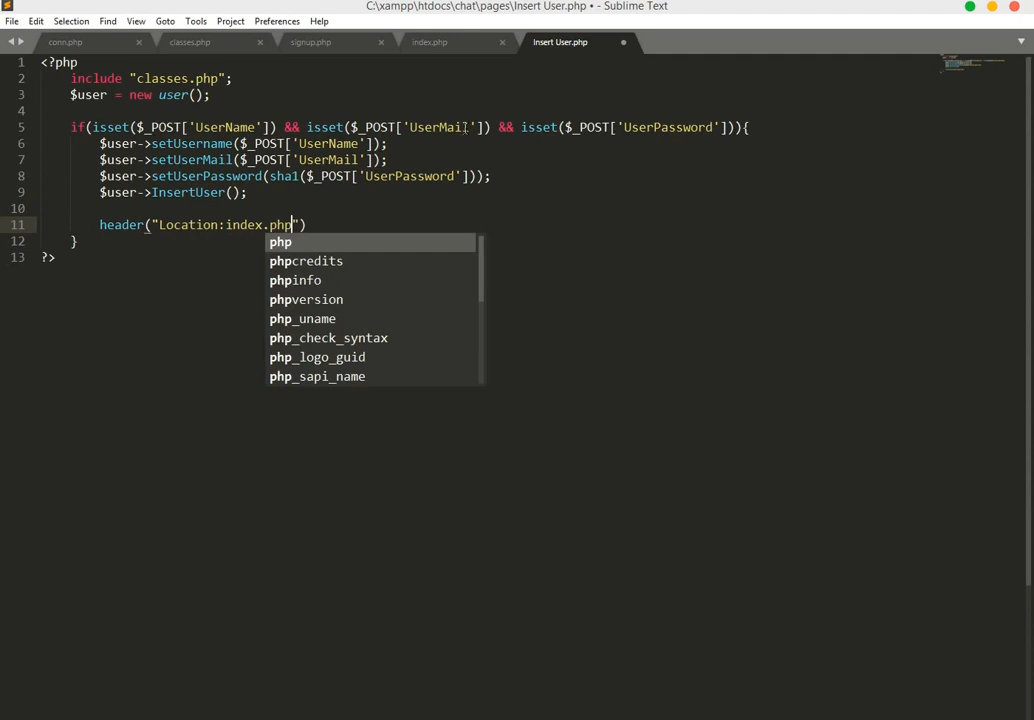 C:\xampp\htdocs\chat\pages\Insert User.php • - Sublime Text
File Edit Selection Find View Goto Tools Project Preferences Help
conn.php × classes.php × signup.php × index.php × Insert User.php
1 <?php
2 include "classes.php";
3 $user = new user();
4
5 if(isset($_POST['UserName']) && isset($_POST['UserMail']) && isset($_POST['UserPassword'])){
6 $user->setUsername($_POST['UserName']);
7 $user->setUserMail($_POST['UserMail']);
8 $user->setUserPassword(sha1($_POST['UserPassword']));
9 $user->InsertUser();
10
11 header("Location:index.php")
12 }
13 ?>
php
phpcredits
phpinfo
phpversion
php_uname
php_check_syntax
php_logo_guid
php_sapi_name